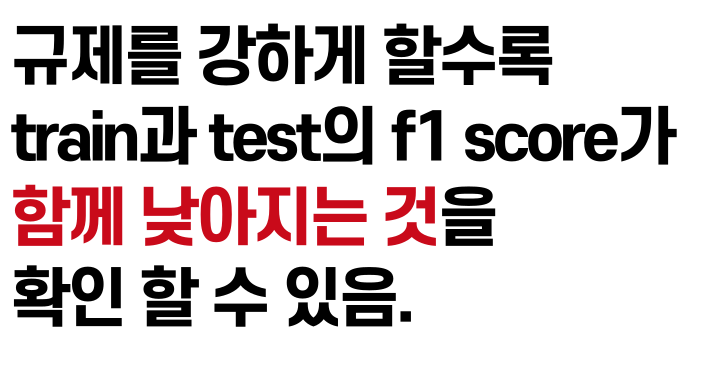 규제를 강하게 할수록
train과 test의 f1 score가
함께 낮아지는 것을
확인 할 수 있음.